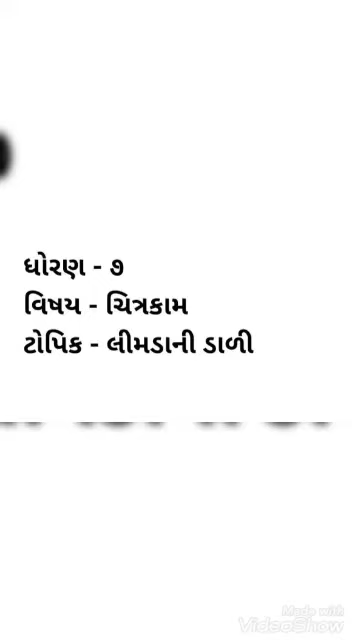 ધોરણ - ૭
વિષય - ચિત્રકામ
ટોપિક - લીમડાની ડાળી
Made with
VideoShow